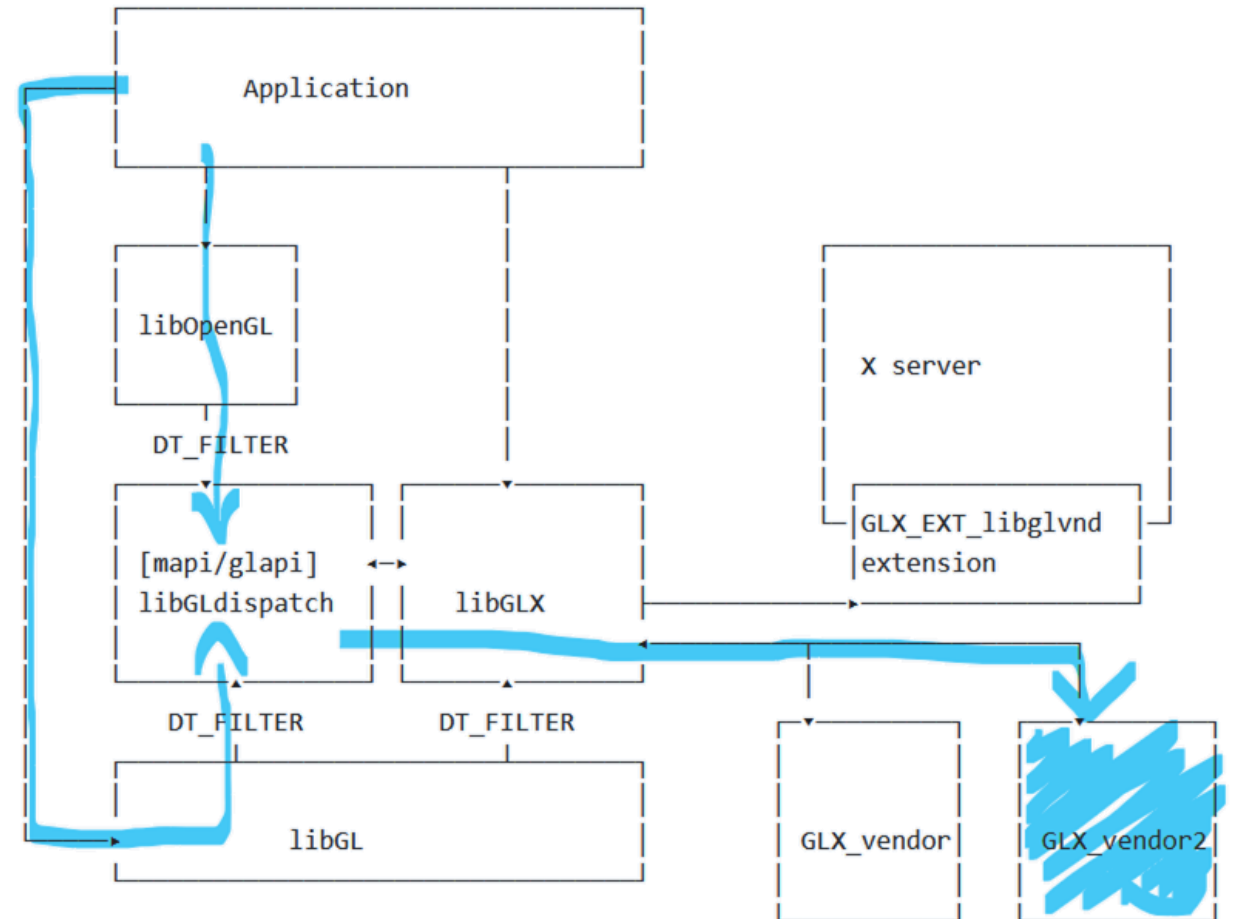 Application
libOpenGL
X server
DT_FILTER
GLX_EXT_libglvnd
extension
[mapi/glapi]
libGLdispatch
libGLX
DT_FILTER
DT_FILTER
libGL
GLX_vendor
GLX_vendor2